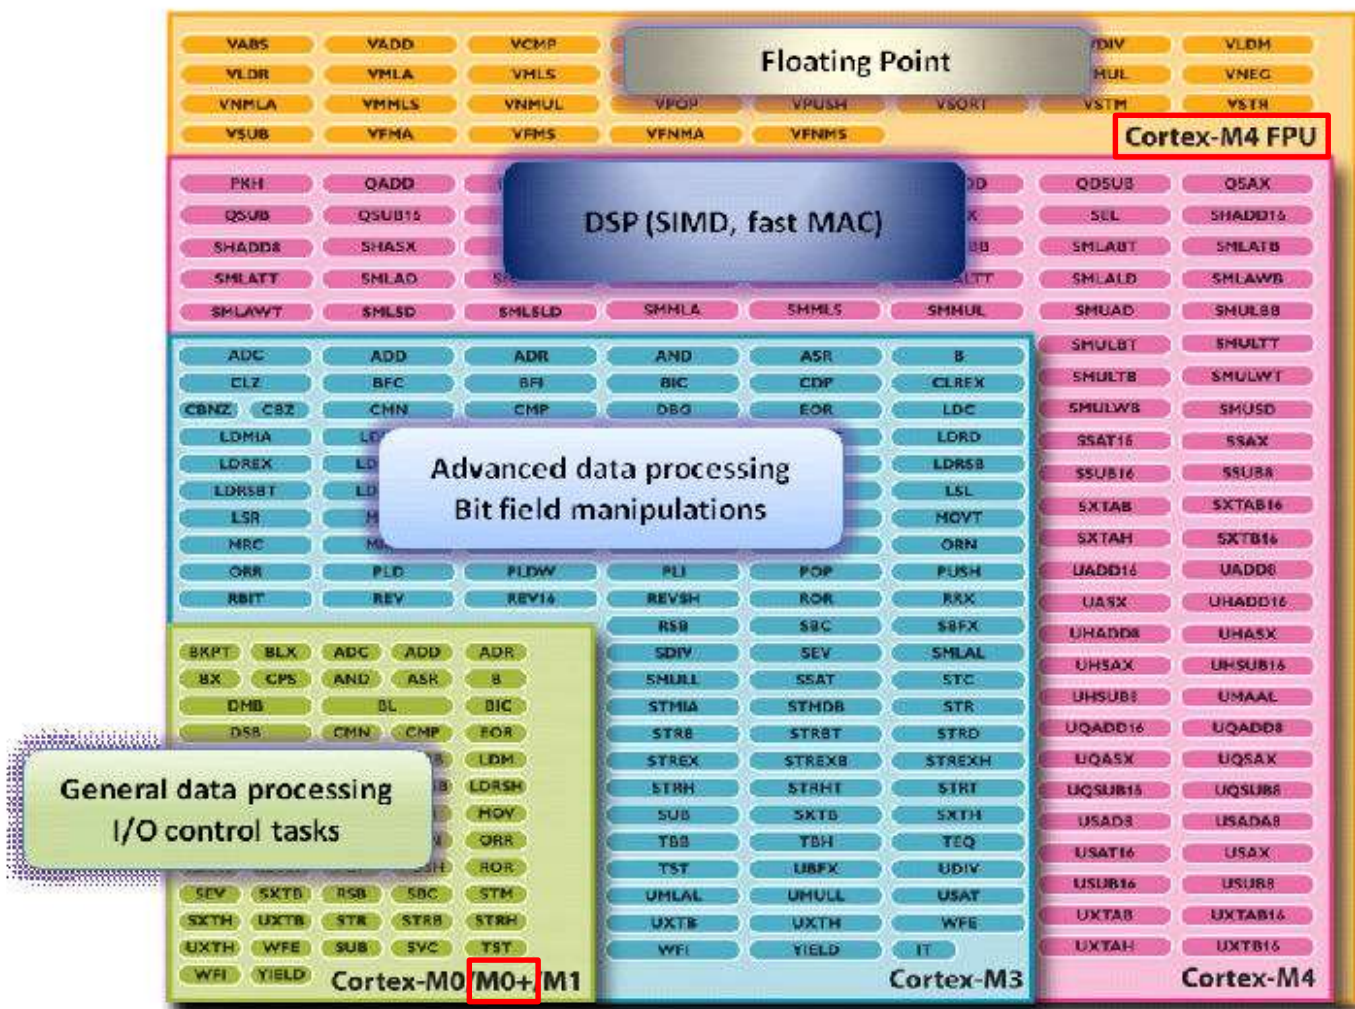 VABS VADD VCMP VDIV VLDM
Floating Point
VLDR VMLA VMLS VNEG
VNMLA VMMLS VNMUL VPOP VPUSH VSQRT VSTM VSTR
VSUB VFMA VFMS VFNMA VFNMS
Cortex-M4 FPU
PKH QADD QDSUB QSAX
QSUB QSUB16 SEL SHADD16
DSP (SIMD, fast MAC)
SHADD8 SHASX SMLABT SMLATB
SMLATT SMLAD SMLALD SMLAWB
SMLAWT SMLSD SMLSLD SMMLA SMMLS SMMUL SMUAD SMULBB
SMULBT SMULTT
ADC ADD ADR AND ASR B
SMULTB SMULWT
CLZ BFC BFI BIC CDP CLREX
CBNZ CBZ CMN CMP DBG EOR LDC SMULWB SMUSD
LDMIA LDRD SSAT16 SSAX
LDREX LDRSB SSUB16 SSUB8
Advanced data processing
Bit field manipulations
LDRSBT LSL
LSR MOVT SXTAB SXTAB16
MRC ORN SXTAH SXTB16
ORR PLD PLDW PLI POP PUSH UADD16 UADD8
RBIT REV REV16 REVSH ROR RRX UASX UHADD16
RSB SBC SBFX UHADD8 UHASX
BKPT BLX ADC ADD ADR SDIV SEV SMLAL UHSAX UHSUB16
BX CPS AND ASR B SMULL SSAT STC
DMB BL BIC STMIA STMDB STR UHSUB8 UMAAL
DSB CMN CMP EOR STRB STRBT STRD UQADD16 UQADD8
LDM STREX STREXB STREXH UQASX UQSAX
General data processing
I/O control tasks
LDRSH STRH STRHT STRT UQSUB16 UQSUB8
MOV SUB SXTB SXTH USAD8 USADA8
ORR TBB TBH TEQ USAT16 USAX
ROR TST UBFX UDIV
SEV SXTB RSB SBC STM UMLAL UMULL USAT USUB16 USUB8
SXTH UXTB STR STRB STRH UXTB UXTH WFE UXTAB UXTAB16
UXTH WFE SUB SVC TST WFI YIELD IT UXTAH UXTB16
WFI YIELD
Cortex-M0/M0+/M1 Cortex-M3 Cortex-M4